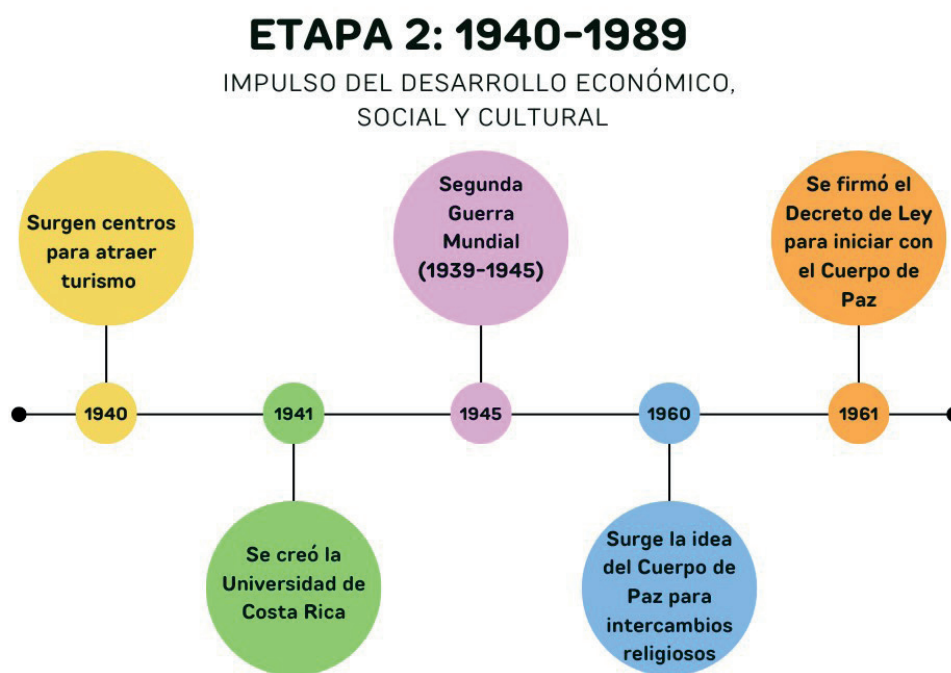 ETAPA 2: 1940-1989
IMPULSO DEL DESARROLLO ECONÓMICO,
SOCIAL Y CULTURAL
Surgen centros
para atraer
turismo
Segunda
Guerra
Mundial
(1939-1945)
Se firmó el
Decreto de Ley
para iniciar con
el Cuerpo de
Paz
1940
1941
1945
1960
1961
Se creó la
Universidad de
Costa Rica
Surge la idea
del Cuerpo de
Paz para
intercambios
religiosos